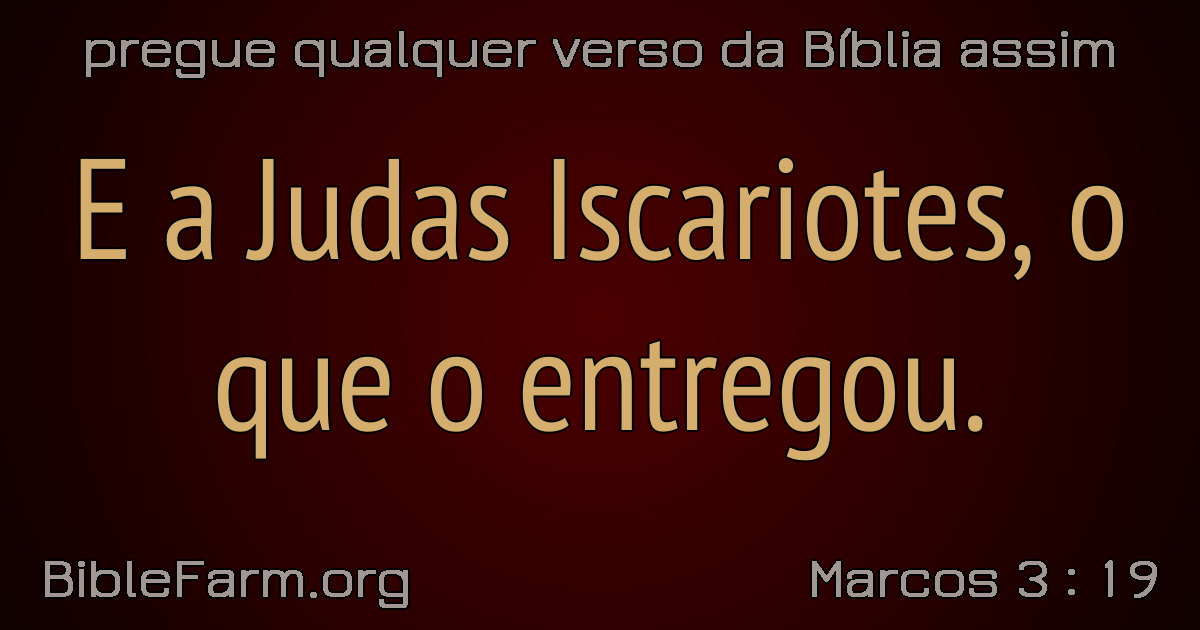 pregue qualquer verso da Bíblia assim
E a Judas Iscariotes, o
que o entregou.
BibleFarm.org
Marcos 3 : 19